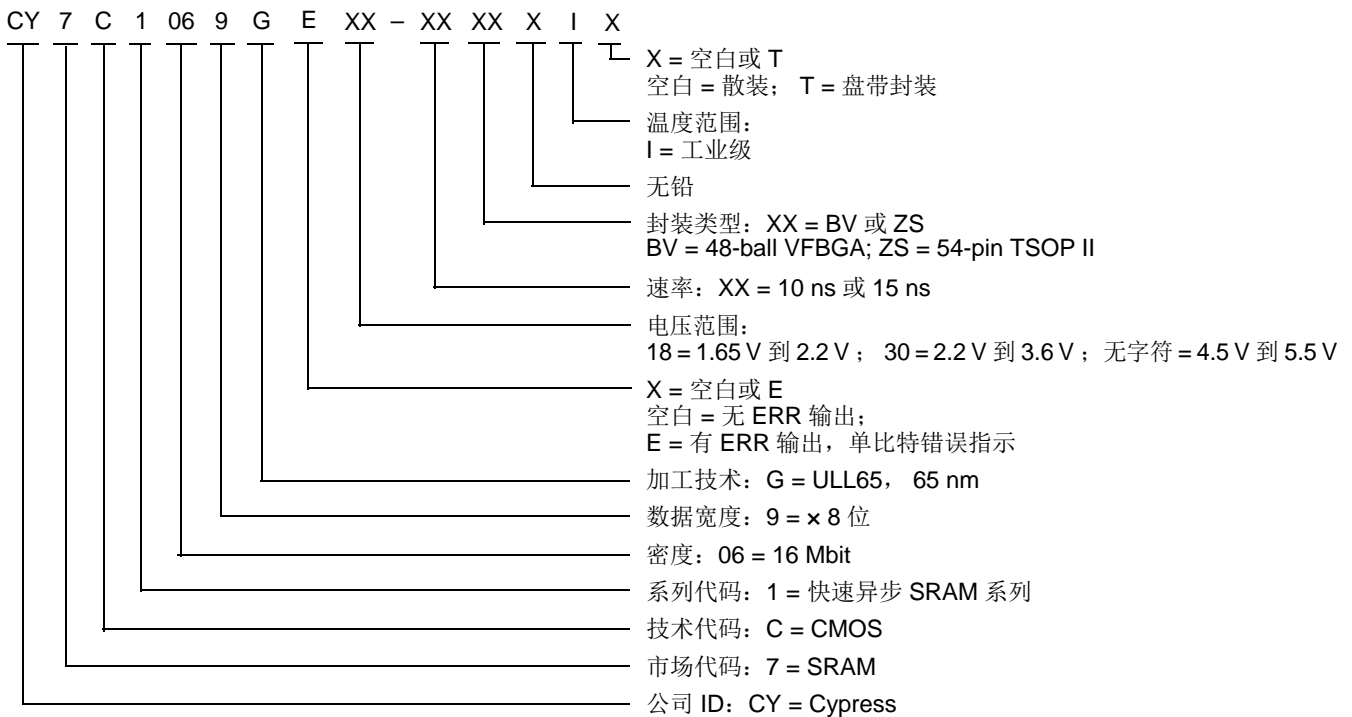 CY 7 C 1 06 9 G E XX – XX XX X I X
X = 空白或 T
空白 = 散装； T = 盘带封装
温度范围：
I = 工业级
无铅
封装类型：XX = BV 或 ZS
BV = 48-ball VFBGA; ZS = 54-pin TSOP II
速率：XX = 10 ns 或 15 ns
电压范围：
18 = 1.65 V 到 2.2 V ； 30 = 2.2 V 到 3.6 V ；无字符 = 4.5 V 到 5.5 V
X = 空白或 E
空白 = 无 ERR 输出；
E = 有 ERR 输出，单比特错误指示
加工技术：G = ULL65， 65 nm
数据宽度：9 = × 8 位
密度：06 = 16 Mbit
系列代码：1 = 快速异步 SRAM 系列
技术代码：C = CMOS
市场代码：7 = SRAM
公司 ID：CY = Cypress